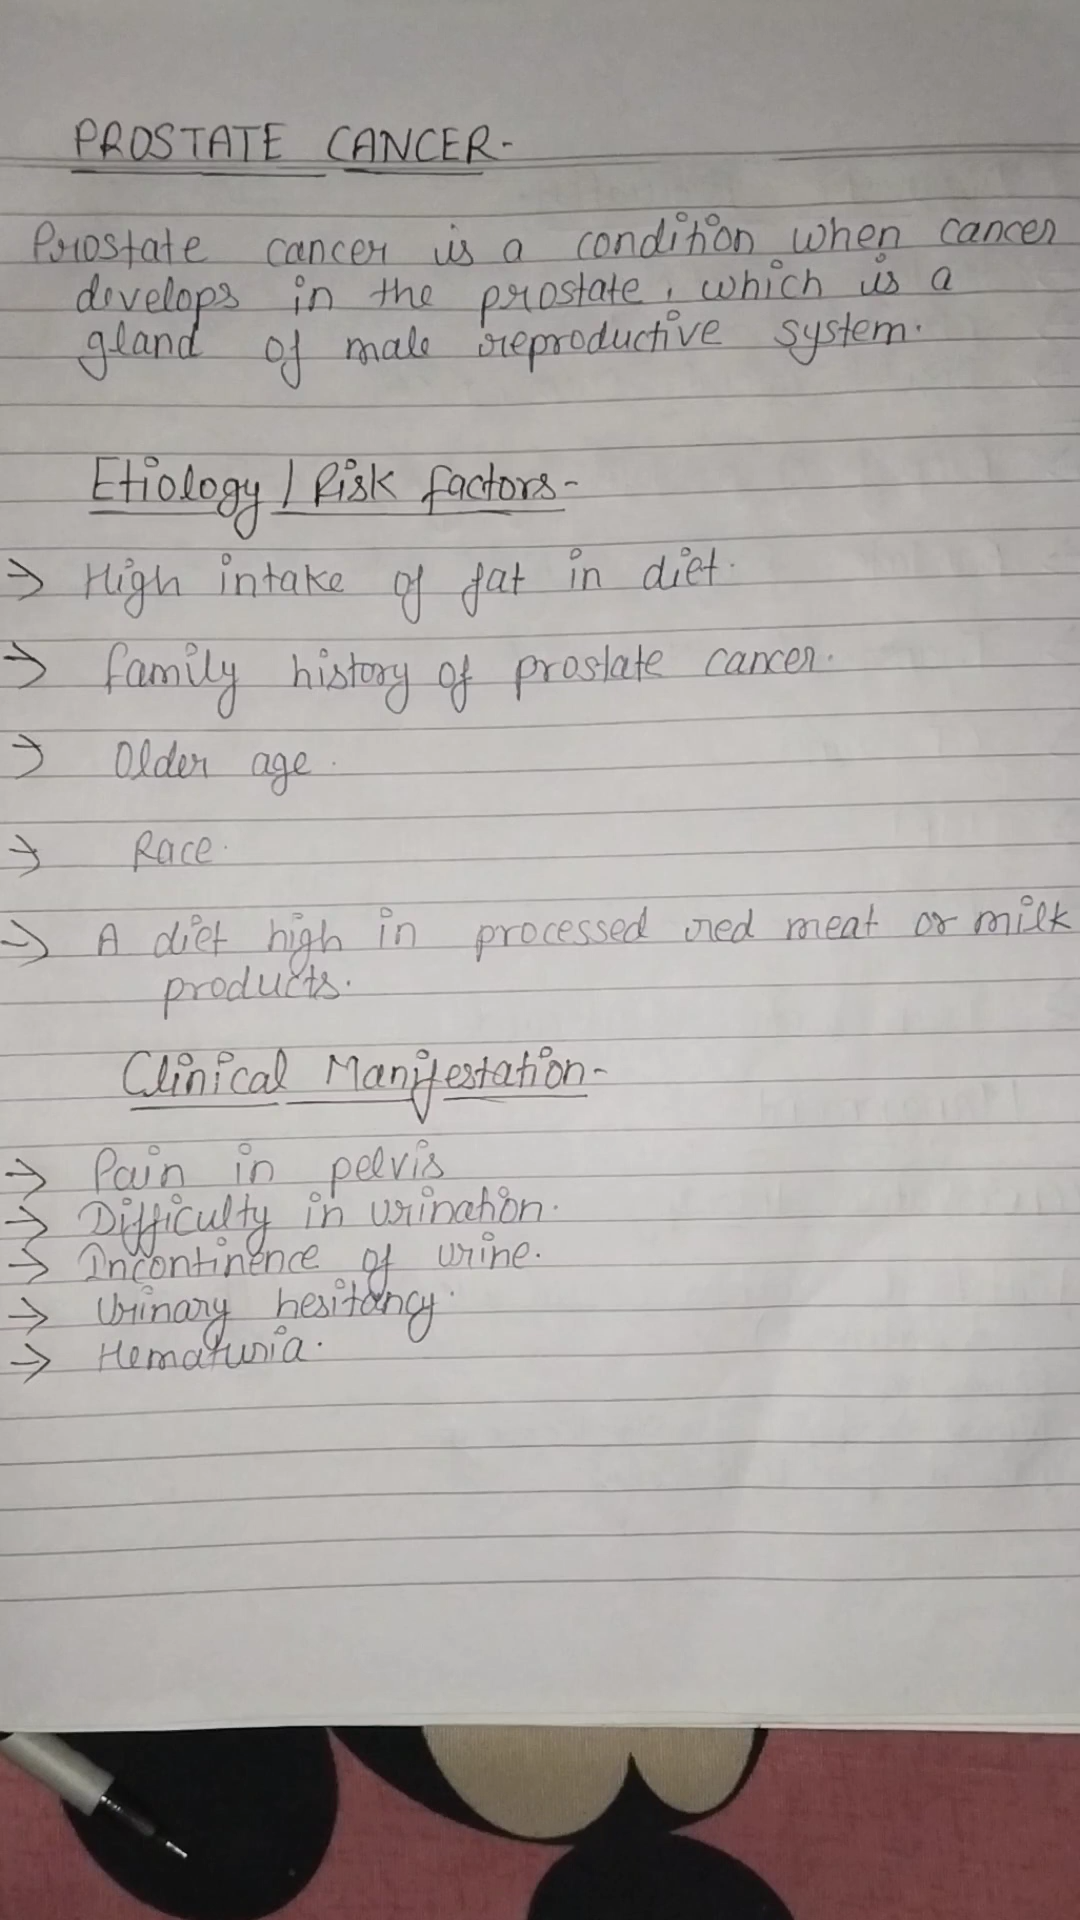 PROSTATE CANCER-
Prostate cancer is a condition when cancer
develops in the prostate, which is a
gland of male reproductive system.
Etiology / Risk factors-
→ High intake of fat in diet.
→ family history of prostate cancer.
→ Older age.
→ Race.
→ A diet high in processed red meat or milk
products.
Clinical Manifestation-
→ Pain in pelvis
→ Difficulty in urination.
→ Incontinence of urine.
→ Urinary hesitancy.
→ Hematuria.